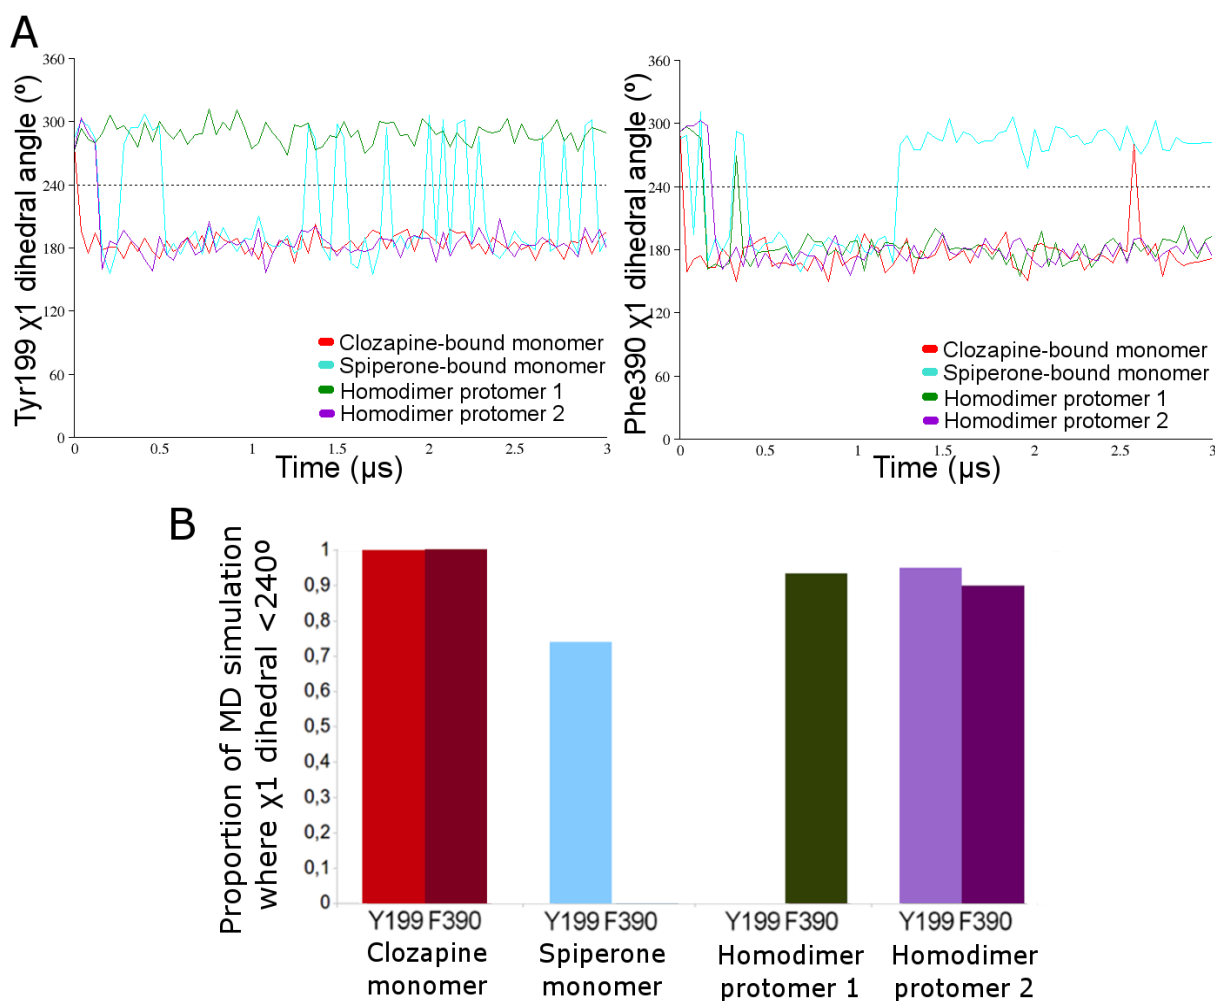 A
Tyr199 χ1 dihedral angle (º)
360
300
240
180
120
60
0
0
0.5
1
1.5
2
2.5
3
Time (μs)
Clozapine-bound monomer
Spiperone-bound monomer
Homodimer protomer 1
Homodimer protomer 2
Phe390 χ1 dihedral angle (º)
360
300
240
180
120
60
0
0
0.5
1
1.5
2
2.5
3
Time (μs)
Clozapine-bound monomer
Spiperone-bound monomer
Homodimer protomer 1
Homodimer protomer 2
B
Proportion of MD simulation
where χ1 dihedral <240º
1
0,9
0,8
0,7
0,6
0,5
0,4
0,3
0,2
0,1
0
Y199 F390
Clozapine
monomer
Y199 F390
Spiperone
monomer
Y199 F390
Homodimer
protomer 1
Y199 F390
Homodimer
protomer 2